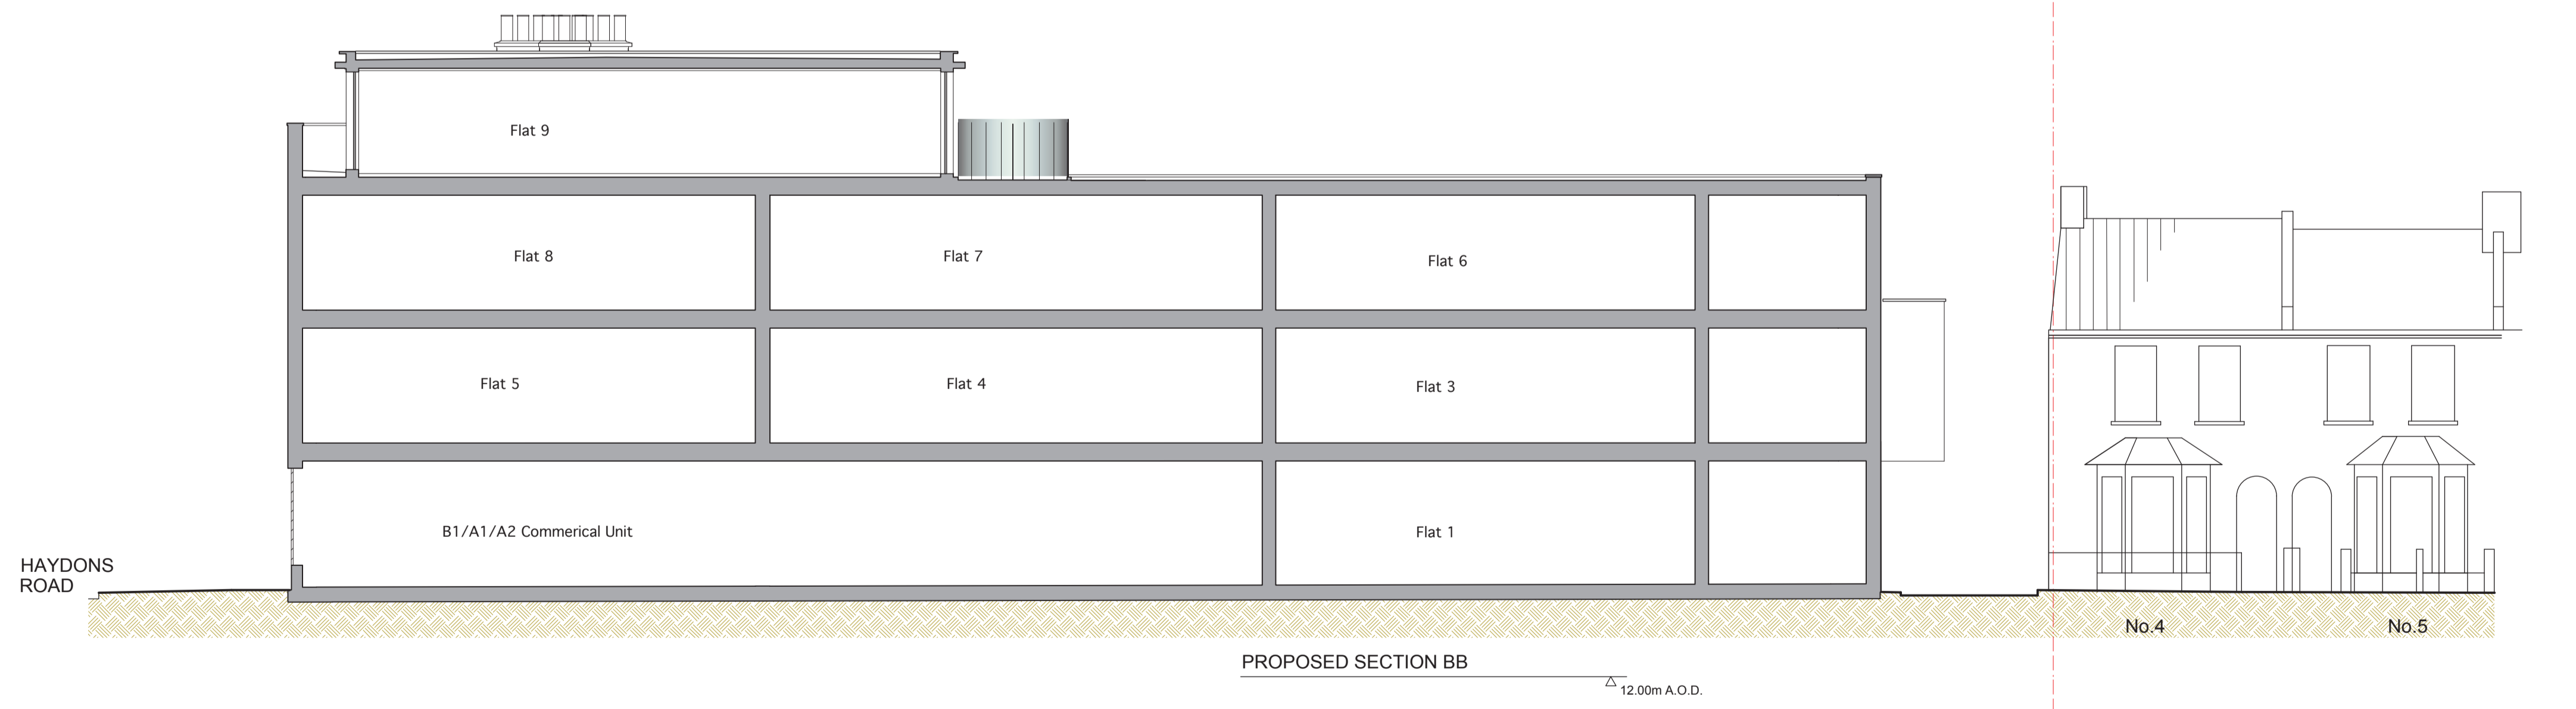 Flat 9
Flat 8
Flat 7
Flat 6
Flat 5
Flat 4
Flat 3
B1/A1/A2 Commerical Unit
Flat 1
HAYDONS
ROAD
No.4
No.5
PROPOSED SECTION BB
12.00m A.O.D.